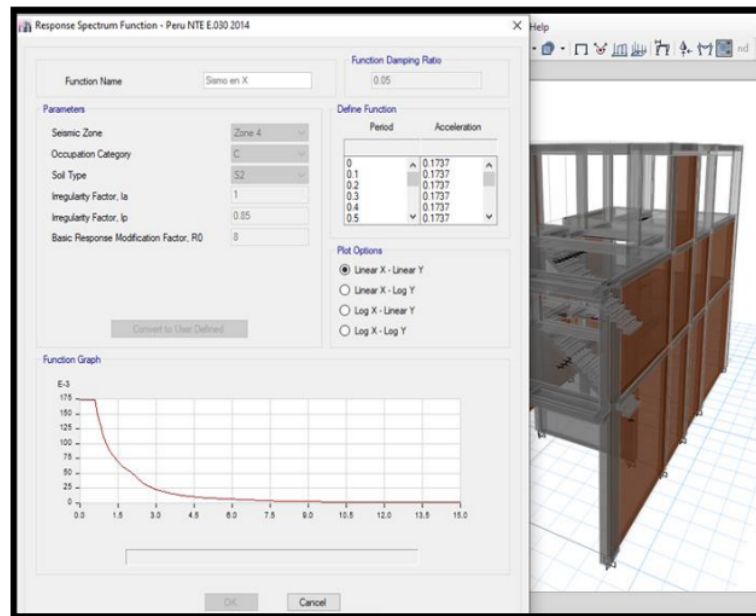 Response Spectrum Function - Peru NTE E.030 2014
Help
Function Name
Sismo en X
Function Damping Ratio
0.05
Parameters
Seismic Zone
Zone 4
Occupation Category
C
Soil Type
S2
Irregularity Factor, Ia
1
Irregularity Factor, Ip
0.85
Basic Response Modification Factor, R0
8
Convert to User Defined
Define Function
Period Acceleration
0 0.1737
0.1 0.1737
0.2 0.1737
0.3 0.1737
0.4 0.1737
0.5 0.1737
Plot Options
Linear X - Linear Y
Linear X - Log Y
Log X - Linear Y
Log X - Log Y
Function Graph
E-3
175
150
125
100
75
50
25
0
0.0 1.5 3.0 4.5 6.0 7.5 9.0 10.5 12.0 13.5 15.0
OK
Cancel
nd